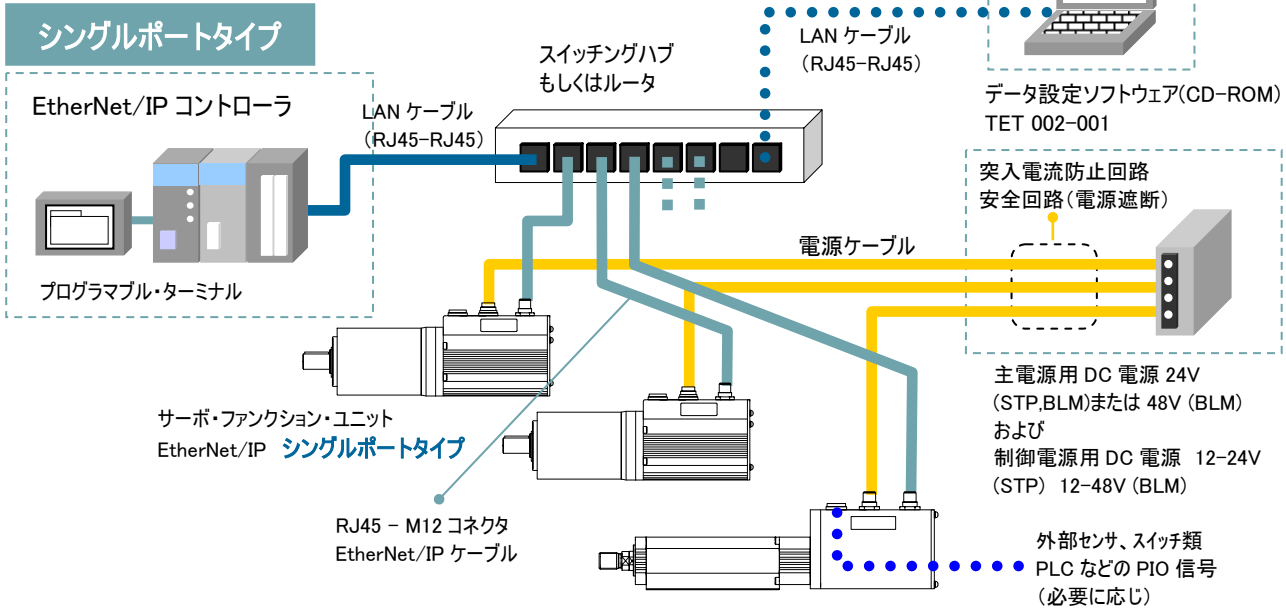 シングルポートタイプ
EtherNet/IP コントローラ
プログラマブル・ターミナル
LAN ケーブル
(RJ45-RJ45)
スイッチングハブ
もしくはルータ
LAN ケーブル
(RJ45-RJ45)
データ設定ソフトウェア(CD-ROM)
TET 002-001
突入電流防止回路
安全回路(電源遮断)
電源ケーブル
主電源用 DC 電源 24V
(STP,BLM)または 48V (BLM)
および
制御電源用 DC 電源 12-24V
(STP) 12-48V (BLM)
サーボ・ファンクション・ユニット
EtherNet/IP シングルポートタイプ
RJ45 - M12 コネクタ
EtherNet/IP ケーブル
外部センサ、スイッチ類
PLC などの PIO 信号
(必要に応じ)